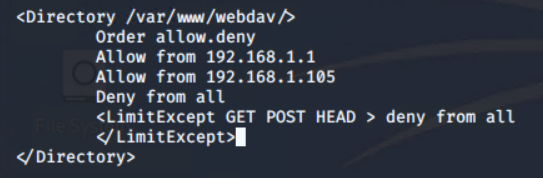 <Directory /var/www/webdav/>
Order allow.deny
Allow from 192.168.1.1
Allow from 192.168.1.105
Deny from all
<LimitExcept GET POST HEAD > deny from all
</LimitExcept>
</Directory>